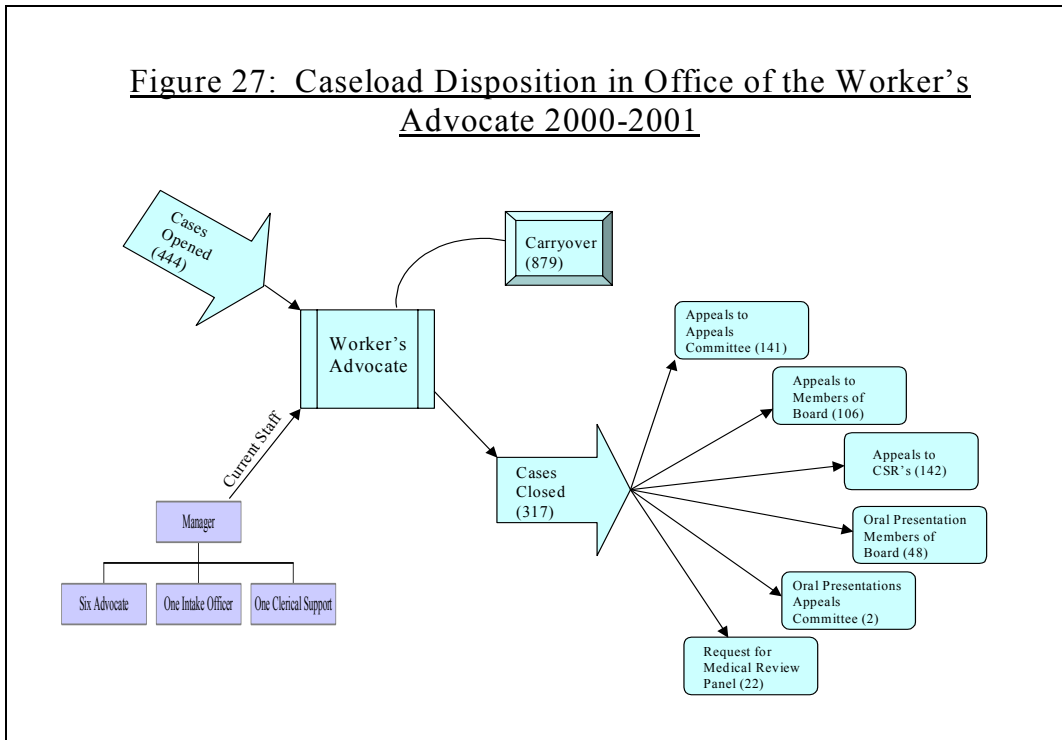 Figure 27: Caseload Disposition in Office of the Worker's
Advocate 2000-2001
Cases
Opened
(444)
Carryover
(879)
Worker's
Advocate
Current Staff
Manager
Six Advocate
One Intake Officer
One Clerical Support
Cases
Closed
(317)
Appeals to
Appeals
Committee (141)
Appeals to
Members of
Board (106)
Appeals to
CSR's (142)
Oral Presentation
Members of
Board (48)
Oral Presentations
Appeals
Committee (2)
Request for
Medical Review
Panel (22)